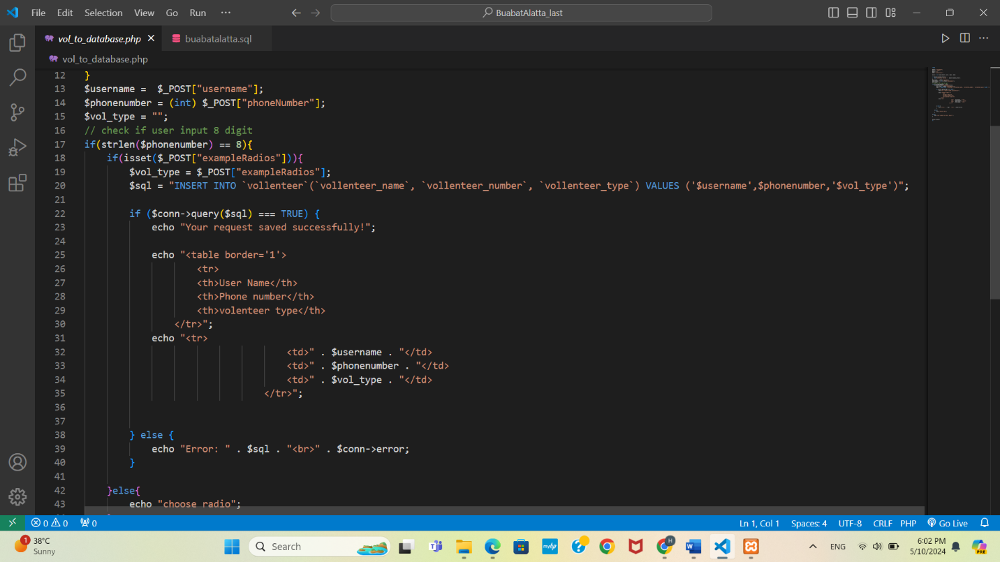 File Edit Selection View Go Run ··· BuabatAlatta_last
vol_to_database.php buabatalatta.sql
vol_to_database.php
12 }
13 $username =  $_POST["username"];
14 $phonenumber = (int) $_POST["phoneNumber"];
15 $vol_type = "";
16 // check if user input 8 digit
17 if(strlen($phonenumber) == 8){
18     if(isset($_POST["exampleRadios"])){
19         $vol_type = $_POST["exampleRadios"];
20         $sql = "INSERT INTO `vollenteer`(`vollenteer_name`, `vollenteer_number`, `vollenteer_type`) VALUES ('$username',$phonenumber,'$vol_type')";
21
22         if ($conn->query($sql) === TRUE) {
23             echo "Your request saved successfully!";
24
25             echo "<table border='1'>
26                     <tr>
27                     <th>User Name</th>
28                     <th>Phone number</th>
29                     <th>volenteer type</th>
30                 </tr>";
31             echo "<tr>
32                                     <td>" . $username . "</td>
33                                     <td>" . $phonenumber . "</td>
34                                     <td>" . $vol_type . "</td>
35                                 </tr>";
36
37
38         } else {
39             echo "Error: " . $sql . "<br>" . $conn->error;
40         }
41
42     }else{
43         echo "choose radio";
0 0 0 Ln 1, Col 1 Spaces: 4 UTF-8 CRLF PHP Go Live
1 38°C
Sunny
Search
myhp
H
ENG
6:02 PM
5/10/2024
PRE